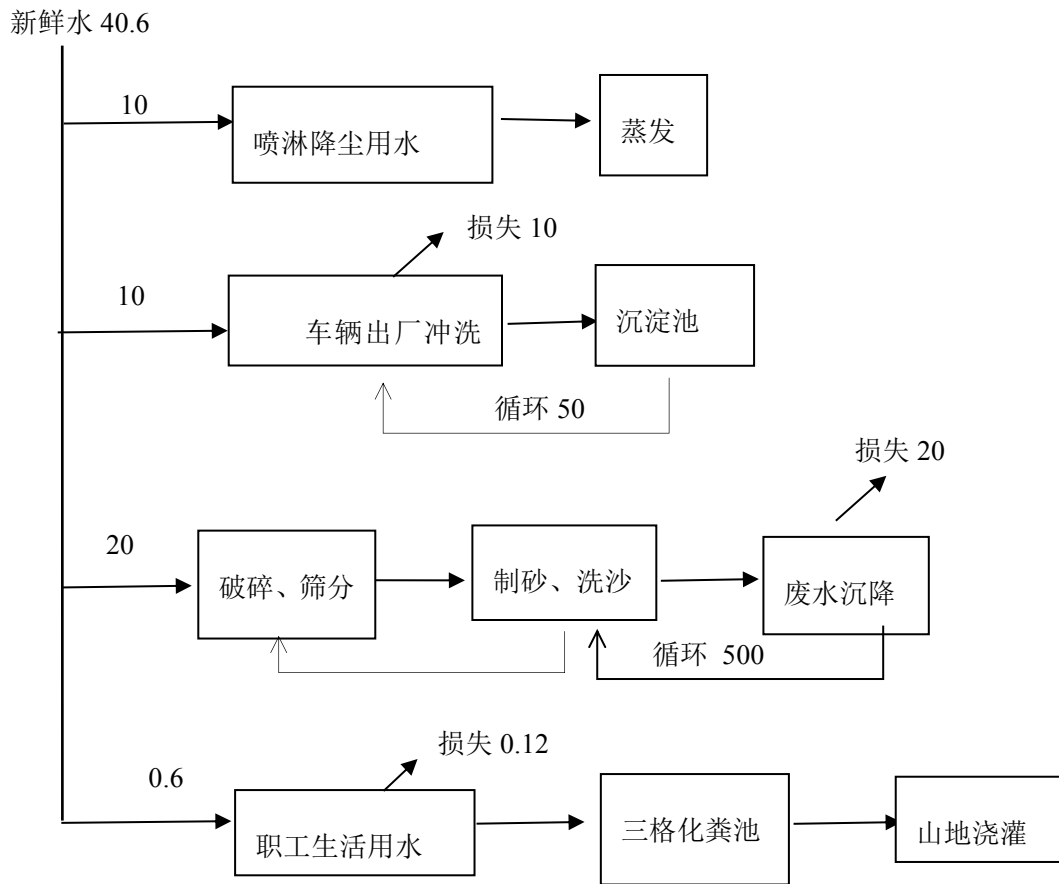 新鲜水 40.6
10
喷淋降尘用水
蒸发
损失 10
10
车辆出厂冲洗
沉淀池
循环 50
损失 20
20
破碎、筛分
制砂、洗沙
废水沉降
循环 500
损失 0.12
0.6
职工生活用水
三格化粪池
山地浇灌